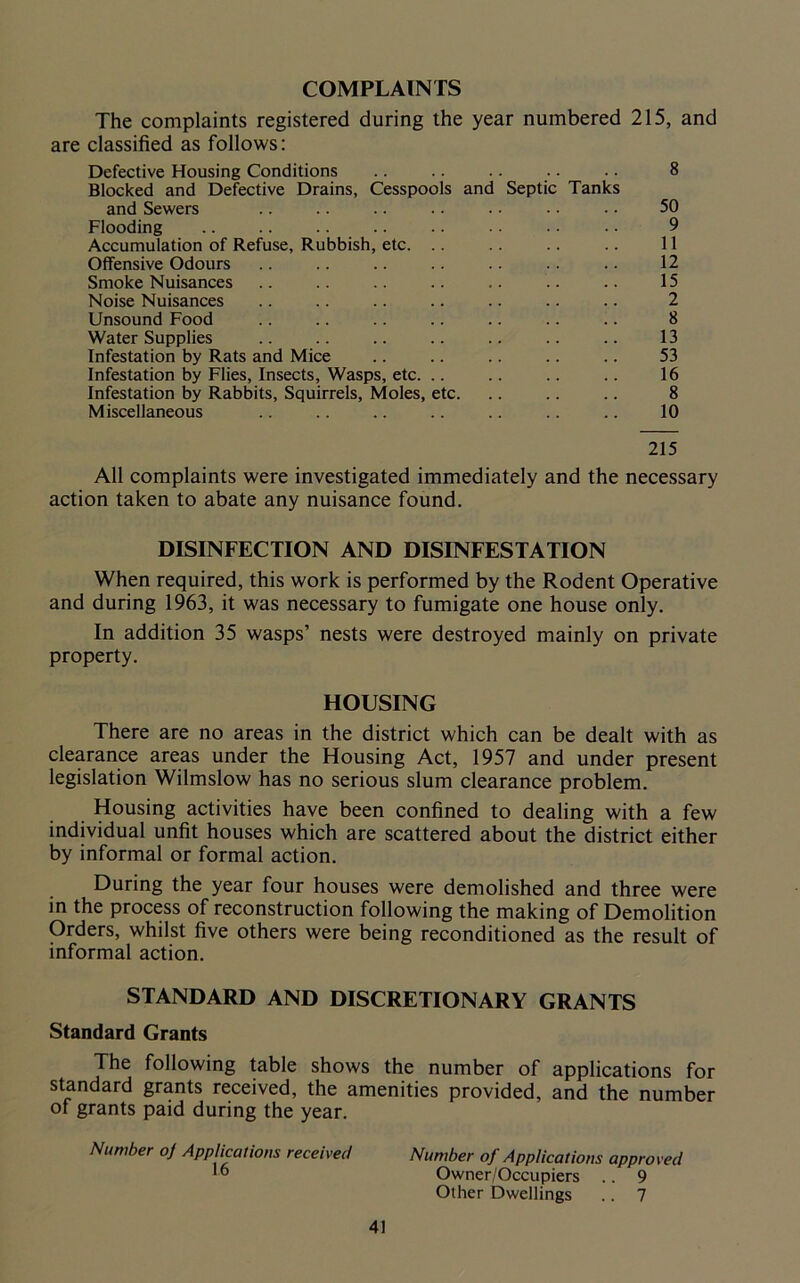 COMPLAINTS
The complaints registered during the year numbered 215, and
are classified as follows:
Defective Housing Conditions .. .. .. .. .. 8
Blocked and Defective Drains, Cesspools and Septic Tanks
and Sewers .. .. .. .. .. .. .. 50
Flooding .. .. .. .. .. .. .. .. 9
Accumulation of Refuse, Rubbish, etc. .. .. .. .. 11
Offensive Odours .. .. .. .. .. .. .. 12
Smoke Nuisances .. .. .. .. .. .. .. 15
Noise Nuisances .. .. .. .. .. .. .. 2
Unsound Food .. .. .. .. .. .. .. 8
Water Supplies .. .. .. .. .. .. .. 13
Infestation by Rats and Mice .. .. .. .. .. 53
Infestation by Flies, Insects, Wasps, etc. .. .. .. .. 16
Infestation by Rabbits, Squirrels, Moles, etc. .. .. .. 8
Miscellaneous .. .. .. .. .. .. .. 10
215
All complaints were investigated immediately and the necessary
action taken to abate any nuisance found.
DISINFECTION AND DISINFESTATION
When required, this work is performed by the Rodent Operative
and during 1963, it was necessary to fumigate one house only.
In addition 35 wasps' nests were destroyed mainly on private
property.
HOUSING
There are no areas in the district which can be dealt with as
clearance areas under the Housing Act, 1957 and under present
legislation Wilmslow has no serious slum clearance problem.
Housing activities have been confined to dealing with a few
individual unfit houses which are scattered about the district either
by informal or formal action.
During the year four houses were demolished and three were
in the process of reconstruction following the making of Demolition
Orders, whilst five others were being reconditioned as the result of
informal action.
STANDARD AND DISCRETIONARY GRANTS
Standard Grants
The following table shows the number of applications for
standard grants received, the amenities provided, and the number
of grants paid during the year.
Number of Applications received Number of Applications approved
16 Owner/Occupiers .. 9
Other Dwellings .. 7
41